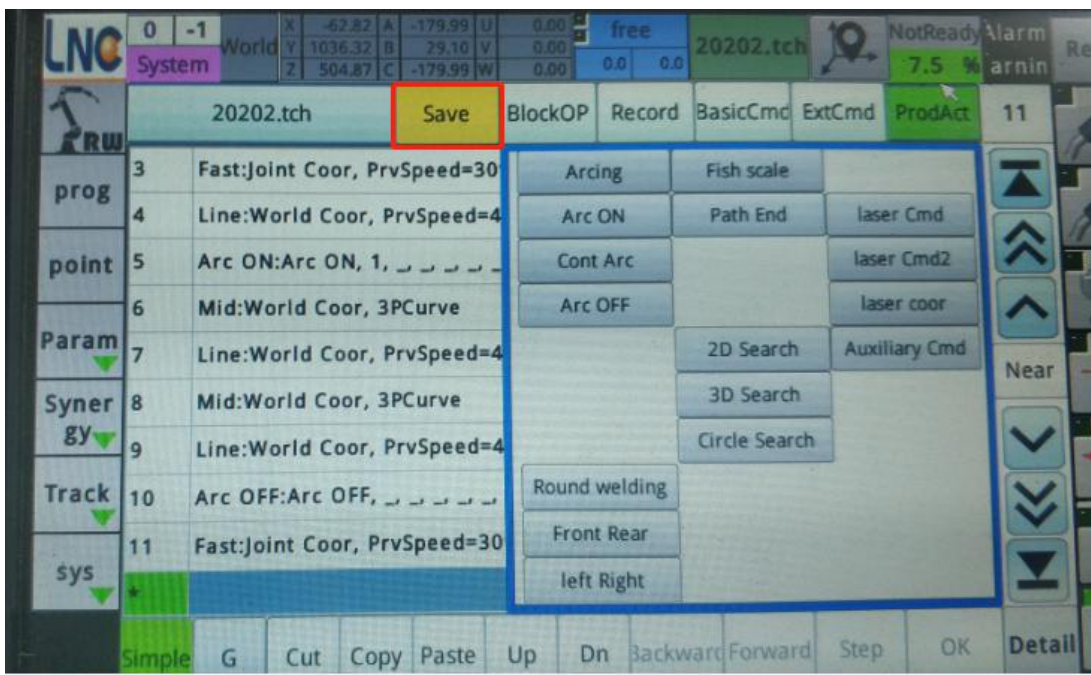 LNC 0 -1 World X -62.82 A -179.99 U 0.00 free 20202.tch NotReady Alarm
System Y 1036.32 B 29.10 V 0.00 0.0 0.0 7.5 % arnin Re
Z 504.87 C -179.99 W 0.00
RW 20202.tch Save BlockOP Record BasicCmd ExtCmd ProdAct 11
prog
point
Param
Syner
gy
Track
sys
3 Fast:Joint Coor, PrvSpeed=30
4 Line:World Coor, PrvSpeed=4
5 Arc ON:Arc ON, 1, _, _, _, _, _
6 Mid:World Coor, 3PCurve
7 Line:World Coor, PrvSpeed=4
8 Mid:World Coor, 3PCurve
9 Line:World Coor, PrvSpeed=4
10 Arc OFF:Arc OFF, _, _, _, _,
11 Fast:Joint Coor, PrvSpeed=30
*
Arcing Fish scale
Arc ON Path End laser Cmd
Cont Arc laser Cmd2
Arc OFF laser coor
2D Search Auxiliary Cmd
3D Search
Circle Search
Round welding
Front Rear
left Right
Near
Simple G Cut Copy Paste Up Dn Backward Forward Step OK Detail